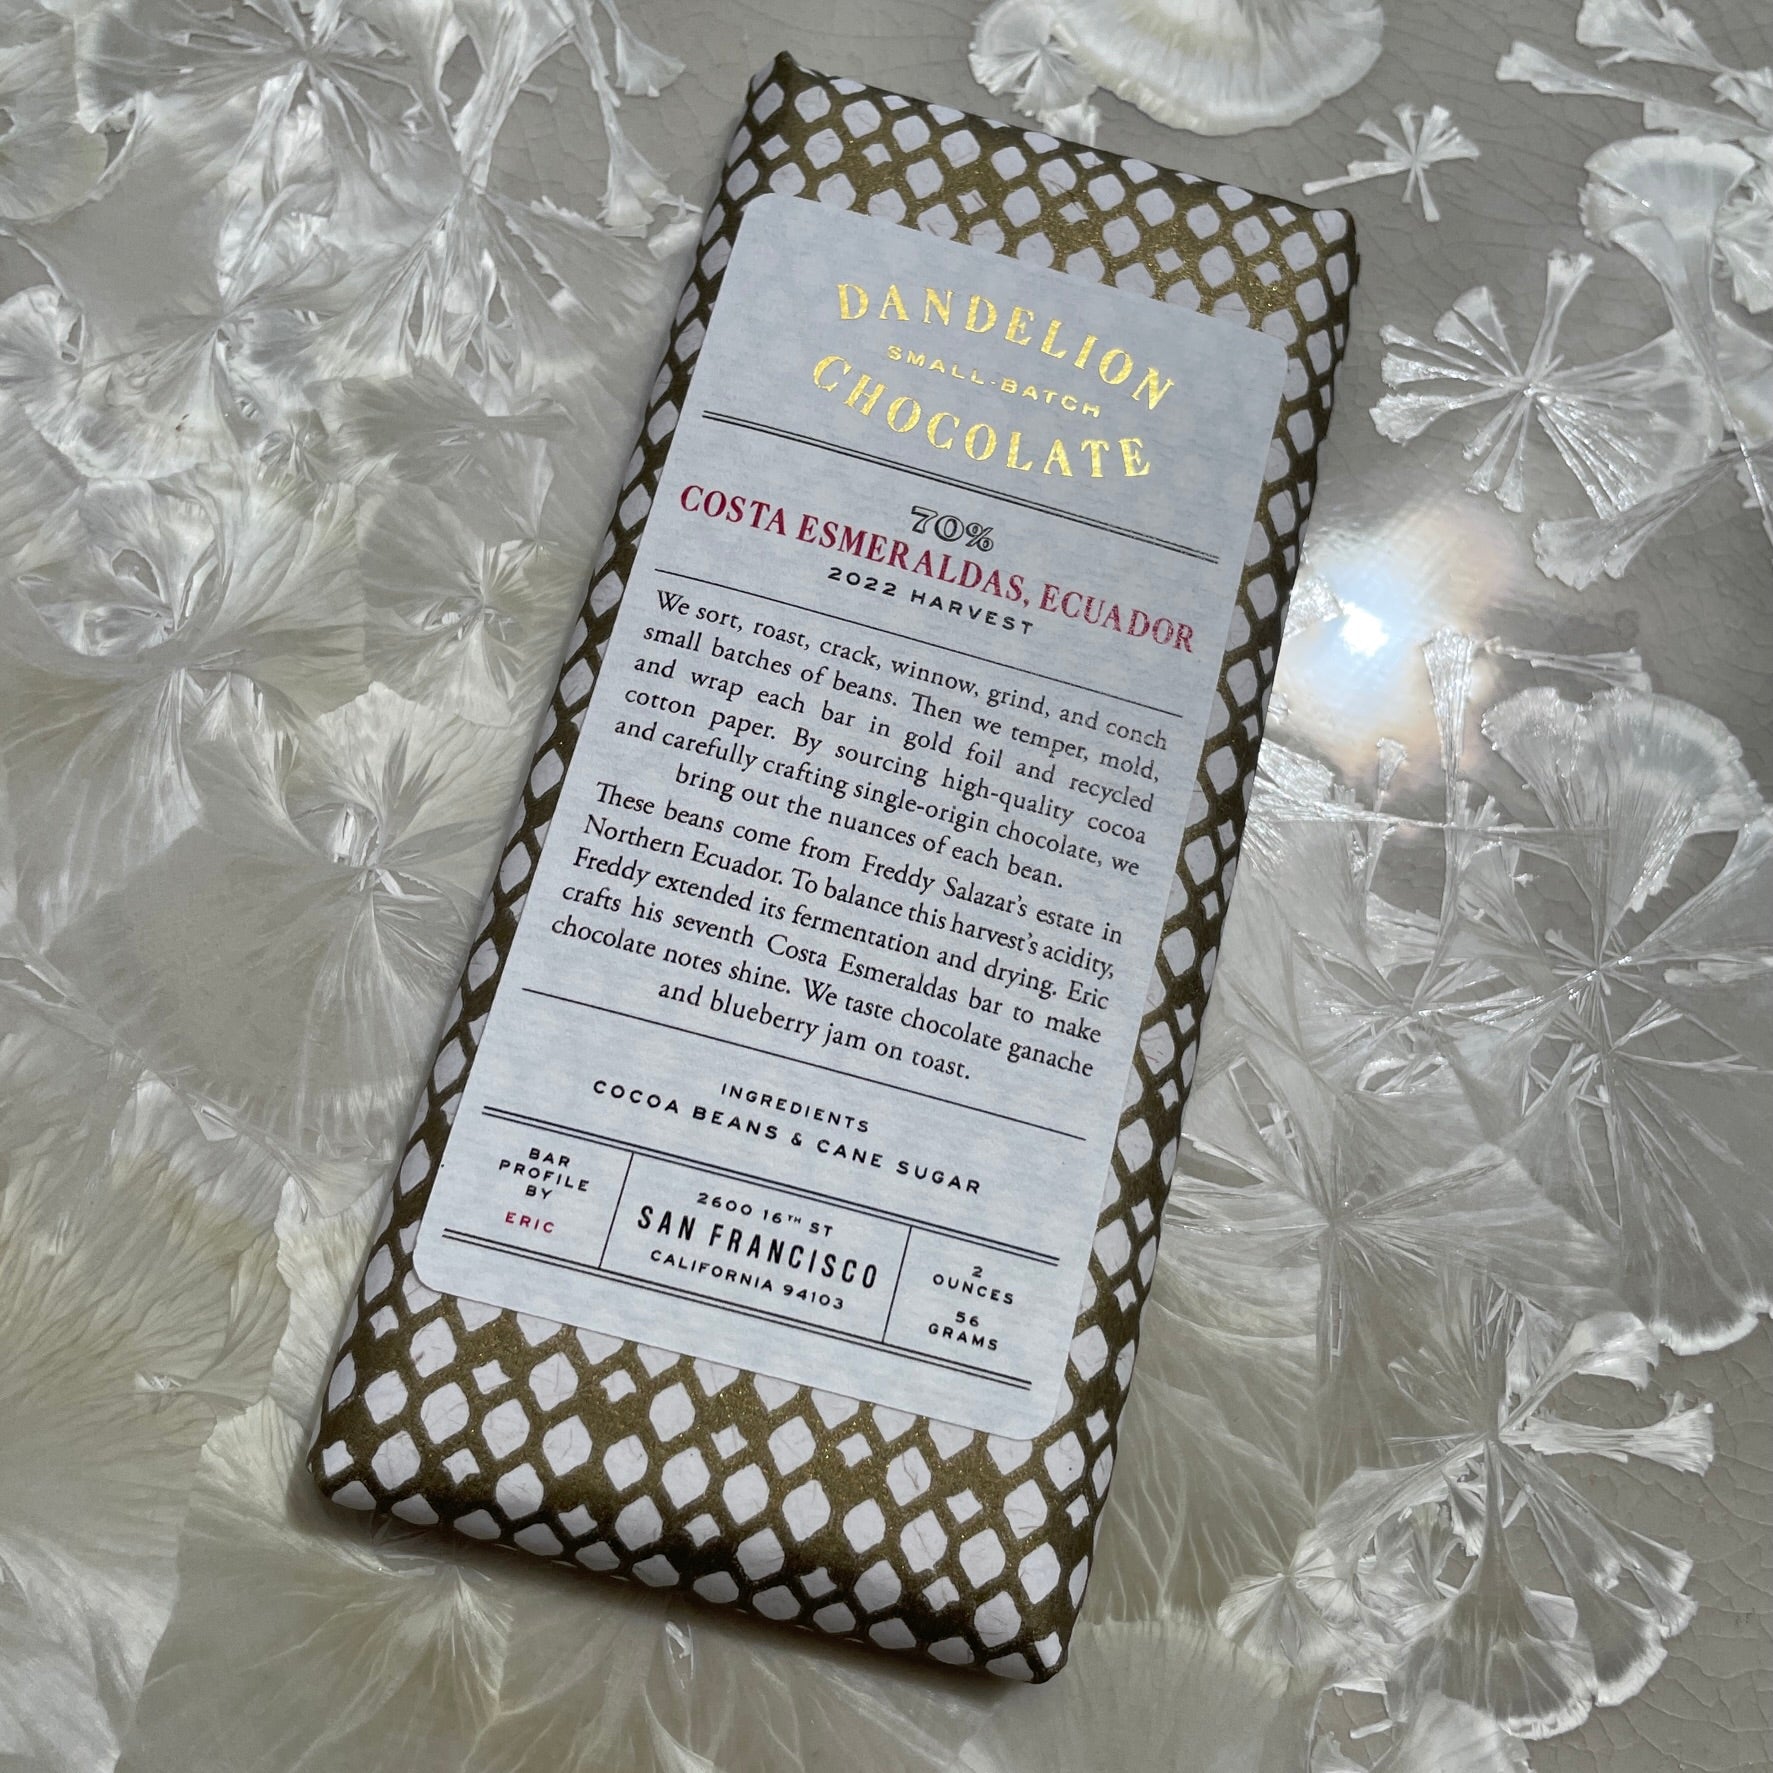 DANDELION
SMALL-BATCH
CHOCOLATE
70%
COSTA ESMERALDAS, ECUADOR
2022 HARVEST
We sort, roast, crack, winnow, grind, and conch
small batches of beans. Then we temper, mold,
and wrap each bar in gold foil and recycled
cotton paper. By sourcing high-quality cocoa
and carefully crafting single-origin chocolate, we
bring out the nuances of each bean.
These beans come from Freddy Salazar's estate in
Northern Ecuador. To balance this harvest's acidity,
Freddy extended its fermentation and drying. Eric
crafts his seventh Costa Esmeraldas bar to make
chocolate notes shine. We taste chocolate ganache
and blueberry jam on toast.
INGREDIENTS
COCOA BEANS & CANE SUGAR
BAR
PROFILE
BY
ERIC
2600 16TH ST
SAN FRANCISCO
CALIFORNIA 94103
2
OUNCES
56
GRAMS